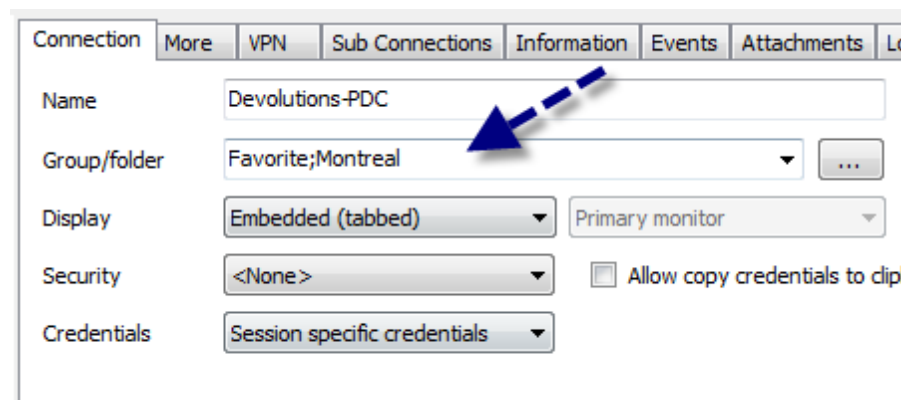 Connection More VPN Sub Connections Information Events Attachments
Name Devolutions-PDC
Group/folder Favorite;Montreal ...
Display Embedded (tabbed) Primary monitor
Security <None> Allow copy credentials to
Credentials Session specific credentials